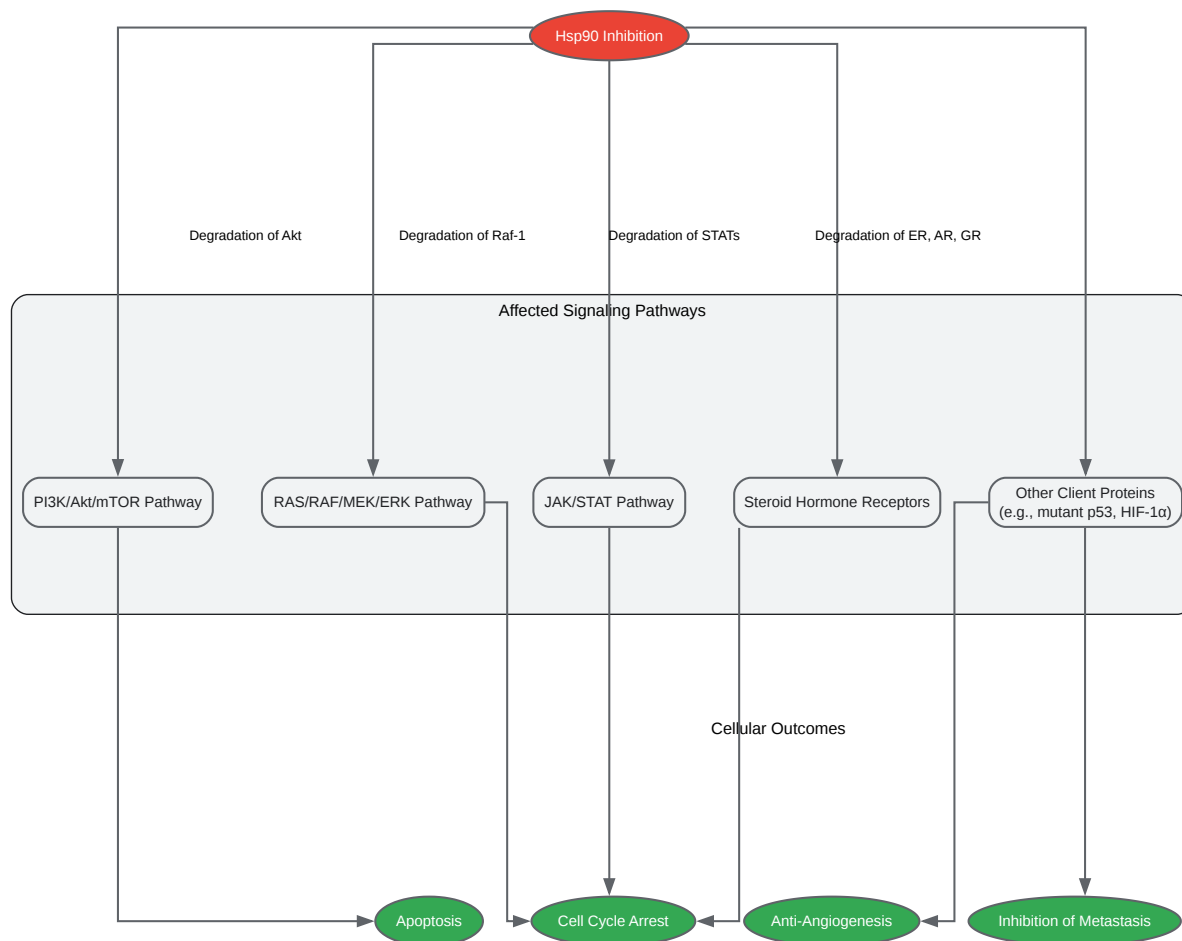 Hsp90 Inhibition
Degradation of Akt
Degradation of Raf-1
Degradation of STATs
Degradation of ER, AR, GR
Affected Signaling Pathways
PI3K/Akt/mTOR Pathway
RAS/RAF/MEK/ERK Pathway
JAK/STAT Pathway
Steroid Hormone Receptors
Other Client Proteins
(e.g., mutant p53, HIF-1α)
Cellular Outcomes
Apoptosis
Cell Cycle Arrest
Anti-Angiogenesis
Inhibition of Metastasis